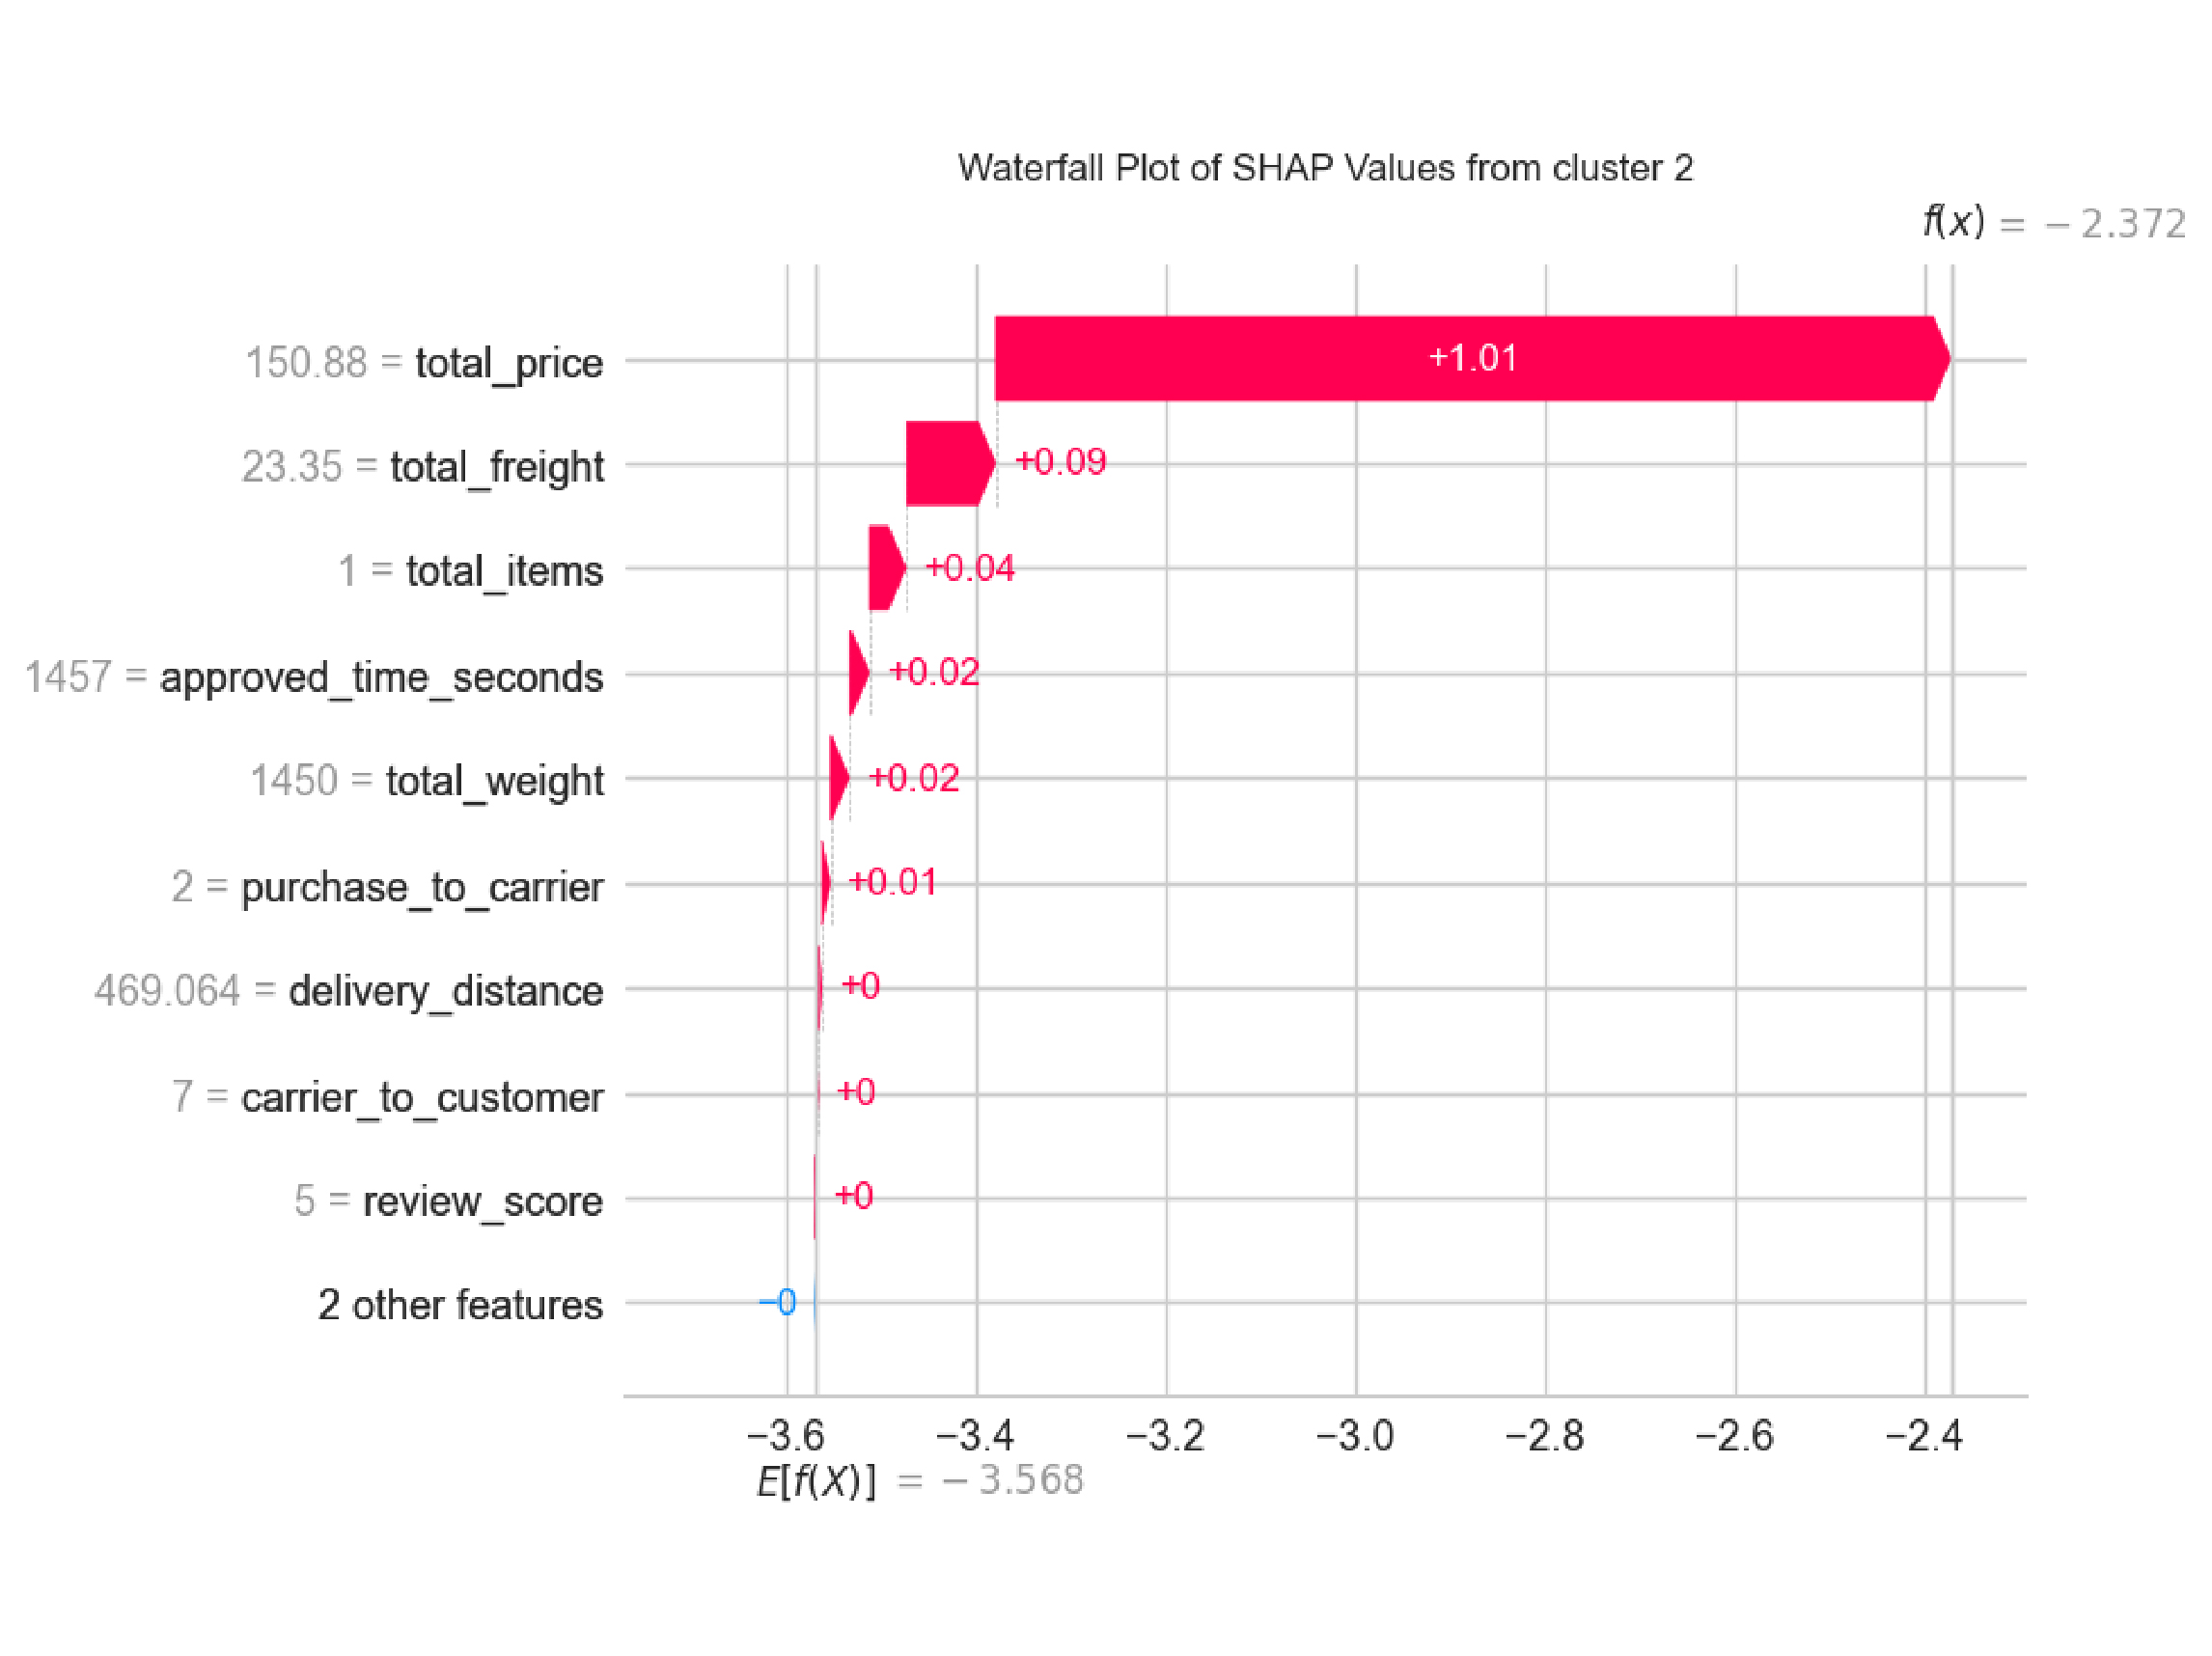 Waterfall Plot of SHAP Values from cluster 2
f(x) = −2.372
150.88 = total_price
+1.01
23.35 = total_freight
+0.09
1 = total_items
+0.04
1457 = approved_time_seconds
+0.02
1450 = total_weight
+0.02
2 = purchase_to_carrier
+0.01
469.064 = delivery_distance
+0
7 = carrier_to_customer
+0
5 = review_score
+0
2 other features
−0
−3.6 −3.4 −3.2 −3.0 −2.8 −2.6 −2.4
E[f(X)] = −3.568